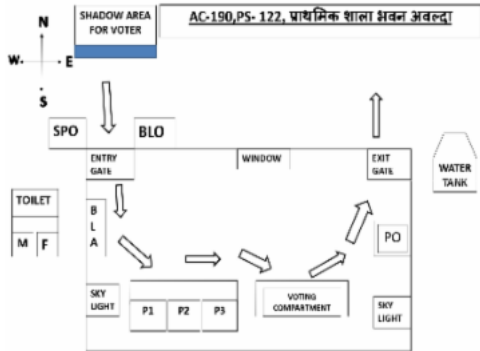 SHADOW AREA
FOR VOTER
AC-190,PS- 122, प्राथमिक शाला भवन अवल्दा
N
W
E
S
SPO
BLO
ENTRY
GATE
WINDOW
EXIT
GATE
WATER
TANK
TOILET
M
F
B
L
A
PO
SKY
LIGHT
P1
P2
P3
VOTING
COMPARTMENT
SKY
LIGHT